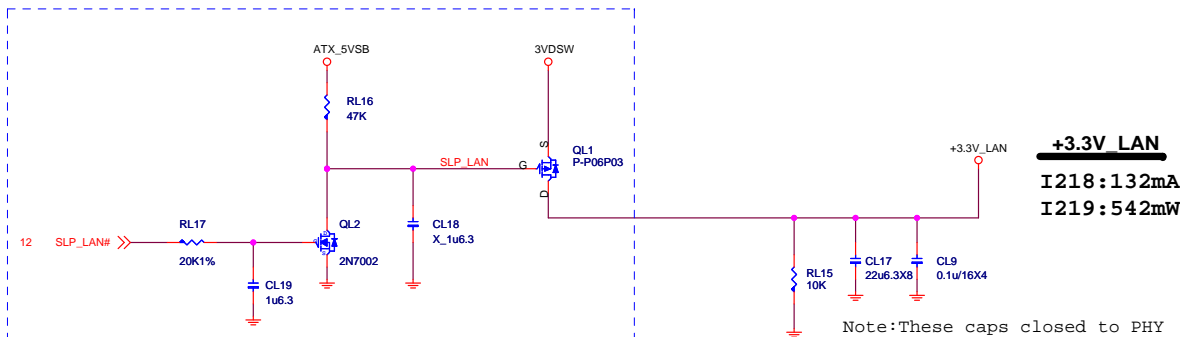 ATX_5VSB
3VDSW
RL16
47K
S
QL1
P-P06P03
G
SLP_LAN
D
+3.3V_LAN
+3.3V_LAN
I218:132mA
I219:542mW
RL17
QL2
CL18
X_1u6.3
12 SLP_LAN#
20K1%
2N7002
CL19
1u6.3
RL15
10K
CL17
22u6.3X8
CL9
0.1u/16X4
Note:These caps closed to PHY